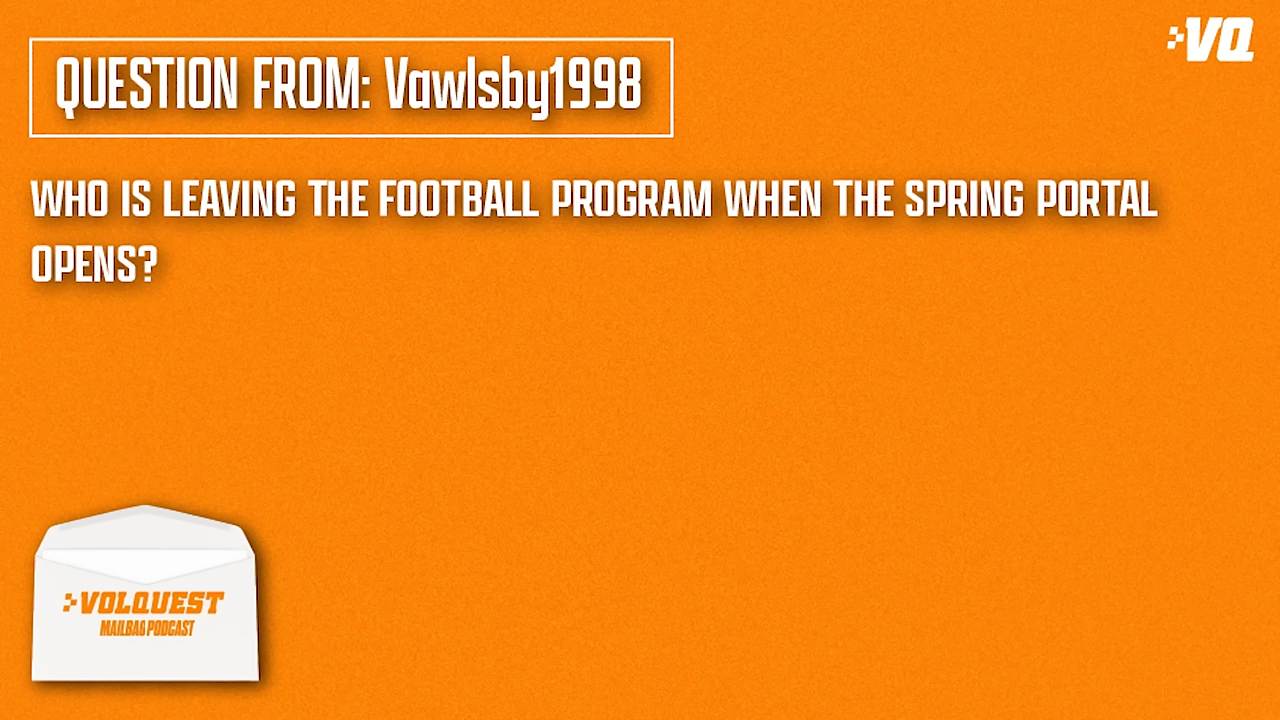 VQ
QUESTION FROM: Vawlsby1998
WHO IS LEAVING THE FOOTBALL PROGRAM WHEN THE SPRING PORTAL
OPENS?
VOLQUEST
MAILBAG PODCAST